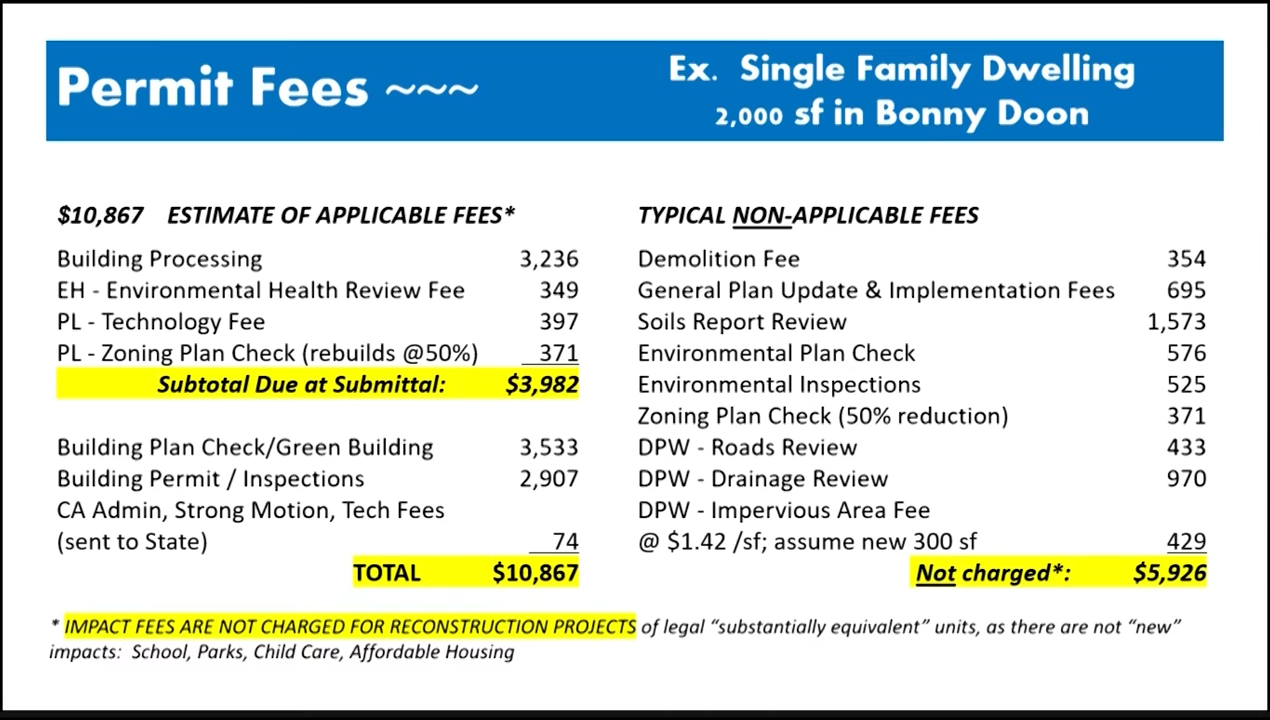 Permit Fees ~~~
Ex. Single Family Dwelling
2,000 sf in Bonny Doon
$10,867 ESTIMATE OF APPLICABLE FEES*
Building Processing 3,236
EH - Environmental Health Review Fee 349
PL - Technology Fee 397
PL - Zoning Plan Check (rebuilds @50%) 371
Subtotal Due at Submittal: $3,982
Building Plan Check/Green Building 3,533
Building Permit / Inspections 2,907
CA Admin, Strong Motion, Tech Fees
(sent to State) 74
TOTAL $10,867
TYPICAL NON-APPLICABLE FEES
Demolition Fee 354
General Plan Update & Implementation Fees 695
Soils Report Review 1,573
Environmental Plan Check 576
Environmental Inspections 525
Zoning Plan Check (50% reduction) 371
DPW - Roads Review 433
DPW - Drainage Review 970
DPW - Impervious Area Fee
@ $1.42 /sf; assume new 300 sf 429
Not charged*: $5,926
* IMPACT FEES ARE NOT CHARGED FOR RECONSTRUCTION PROJECTS of legal “substantially equivalent” units, as there are not “new”
impacts: School, Parks, Child Care, Affordable Housing